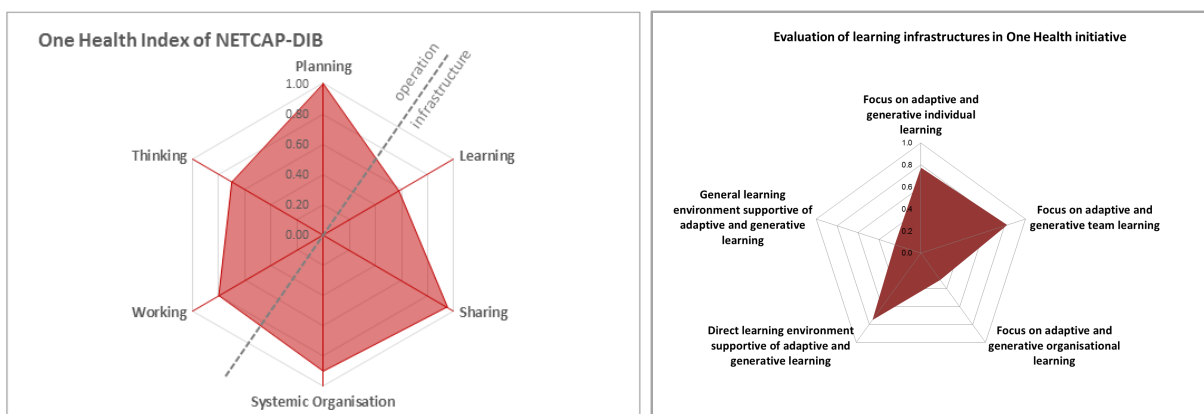 One Health Index of NETCAP-DIB
Planning
1.00
0.80
0.60
0.40
0.20
0.00
operation
infrastructure
Thinking
Learning
Working
Sharing
Systemic Organisation
Evaluation of learning infrastructures in One Health initiative
Focus on adaptive and
generative individual
learning
1.0
0.8
0.6
0.4
0.2
0.0
General learning
environment supportive of
adaptive and generative
learning
Focus on adaptive and
generative team learning
Direct learning environment
supportive of adaptive and
generative learning
Focus on adaptive and
generative organisational
learning